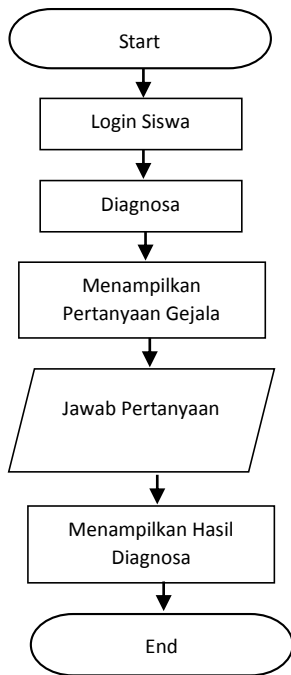 Start
Login Siswa
Diagnosa
Menampilkan
Pertanyaan Gejala
Jawab Pertanyaan
Menampilkan Hasil
Diagnosa
End